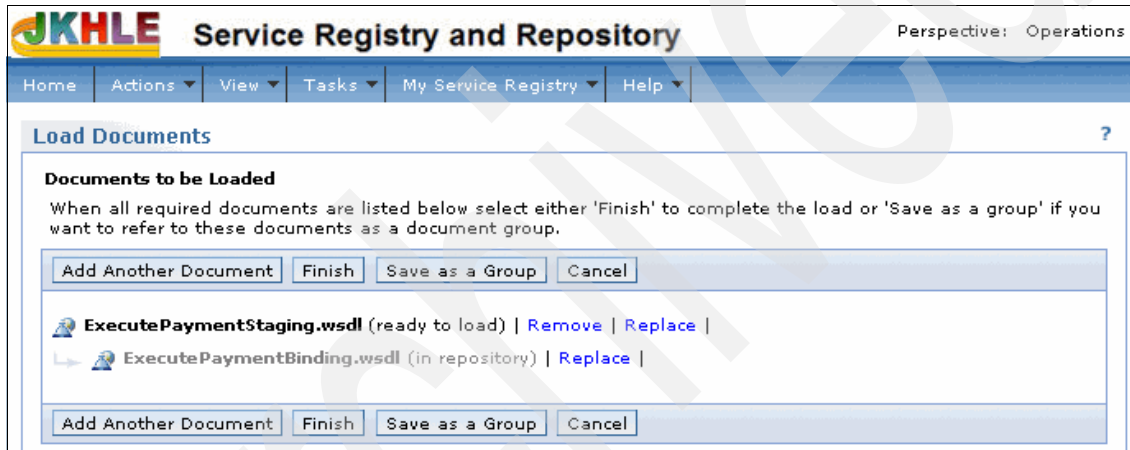 JKHLE Service Registry and Repository Perspective: Operations
Home Actions View Tasks My Service Registry Help
Load Documents ?
Documents to be Loaded
When all required documents are listed below select either 'Finish' to complete the load or 'Save as a group' if you
want to refer to these documents as a document group.
Add Another Document Finish Save as a Group Cancel
ExecutePaymentStaging.wsdl (ready to load) | Remove | Replace |
ExecutePaymentBinding.wsdl (in repository) | Replace |
Add Another Document Finish Save as a Group Cancel